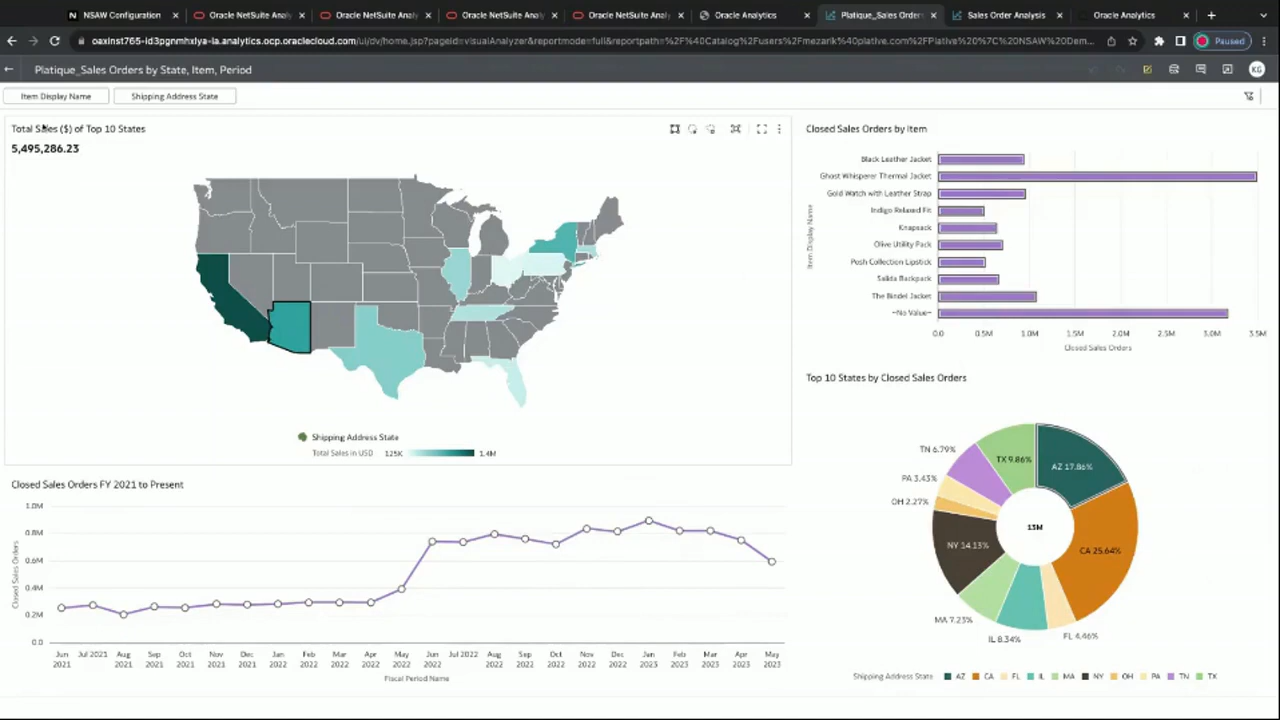 NSAW Configuration
Oracle NetSuite Analy
Oracle NetSuite Analy
Oracle NetSuite Analy
Oracle NetSuite Analy
Oracle Analytics
Platique_Sales Orders
Sales Order Analysis
Oracle Analytics
Paused
Platique_Sales Orders by State, Item, Period
KG
Item Display Name
Shipping Address State
Total Sales ($) of Top 10 States
5,495,286.23
Shipping Address State
Total Sales in USD 125K 1.4M
Closed Sales Orders by Item
Item Display Name
Black Leather Jacket
Ghost Whisperer Thermal Jacket
Gold Watch with Leather Strap
Indigo Relaxed Fit
Knapsack
Olive Utility Pack
Posh Collection Lipstick
Salida Backpack
The Bindel Jacket
~No Value~
0.0 0.5M 1.0M 1.5M 2.0M 2.5M 3.0M 3.5M
Closed Sales Orders
Closed Sales Orders FY 2021 to Present
Closed Sales Orders
1.0M
0.8M
0.6M
0.4M
0.2M
0.0
Jun 2021
Jul 2021
Aug 2021
Sep 2021
Oct 2021
Nov 2021
Dec 2021
Jan 2022
Feb 2022
Mar 2022
Apr 2022
May 2022
Jun 2022
Jul 2022
Aug 2022
Sep 2022
Oct 2022
Nov 2022
Dec 2022
Jan 2023
Feb 2023
Mar 2023
Apr 2023
May 2023
Fiscal Period Name
Top 10 States by Closed Sales Orders
TN 6.79%
TX 9.86%
AZ 17.86%
PA 3.43%
OH 2.27%
13M
NY 14.13%
CA 25.64%
MA 7.23%
IL 8.34%
FL 4.46%
Shipping Address State AZ CA FL IL MA NY OH PA TN TX